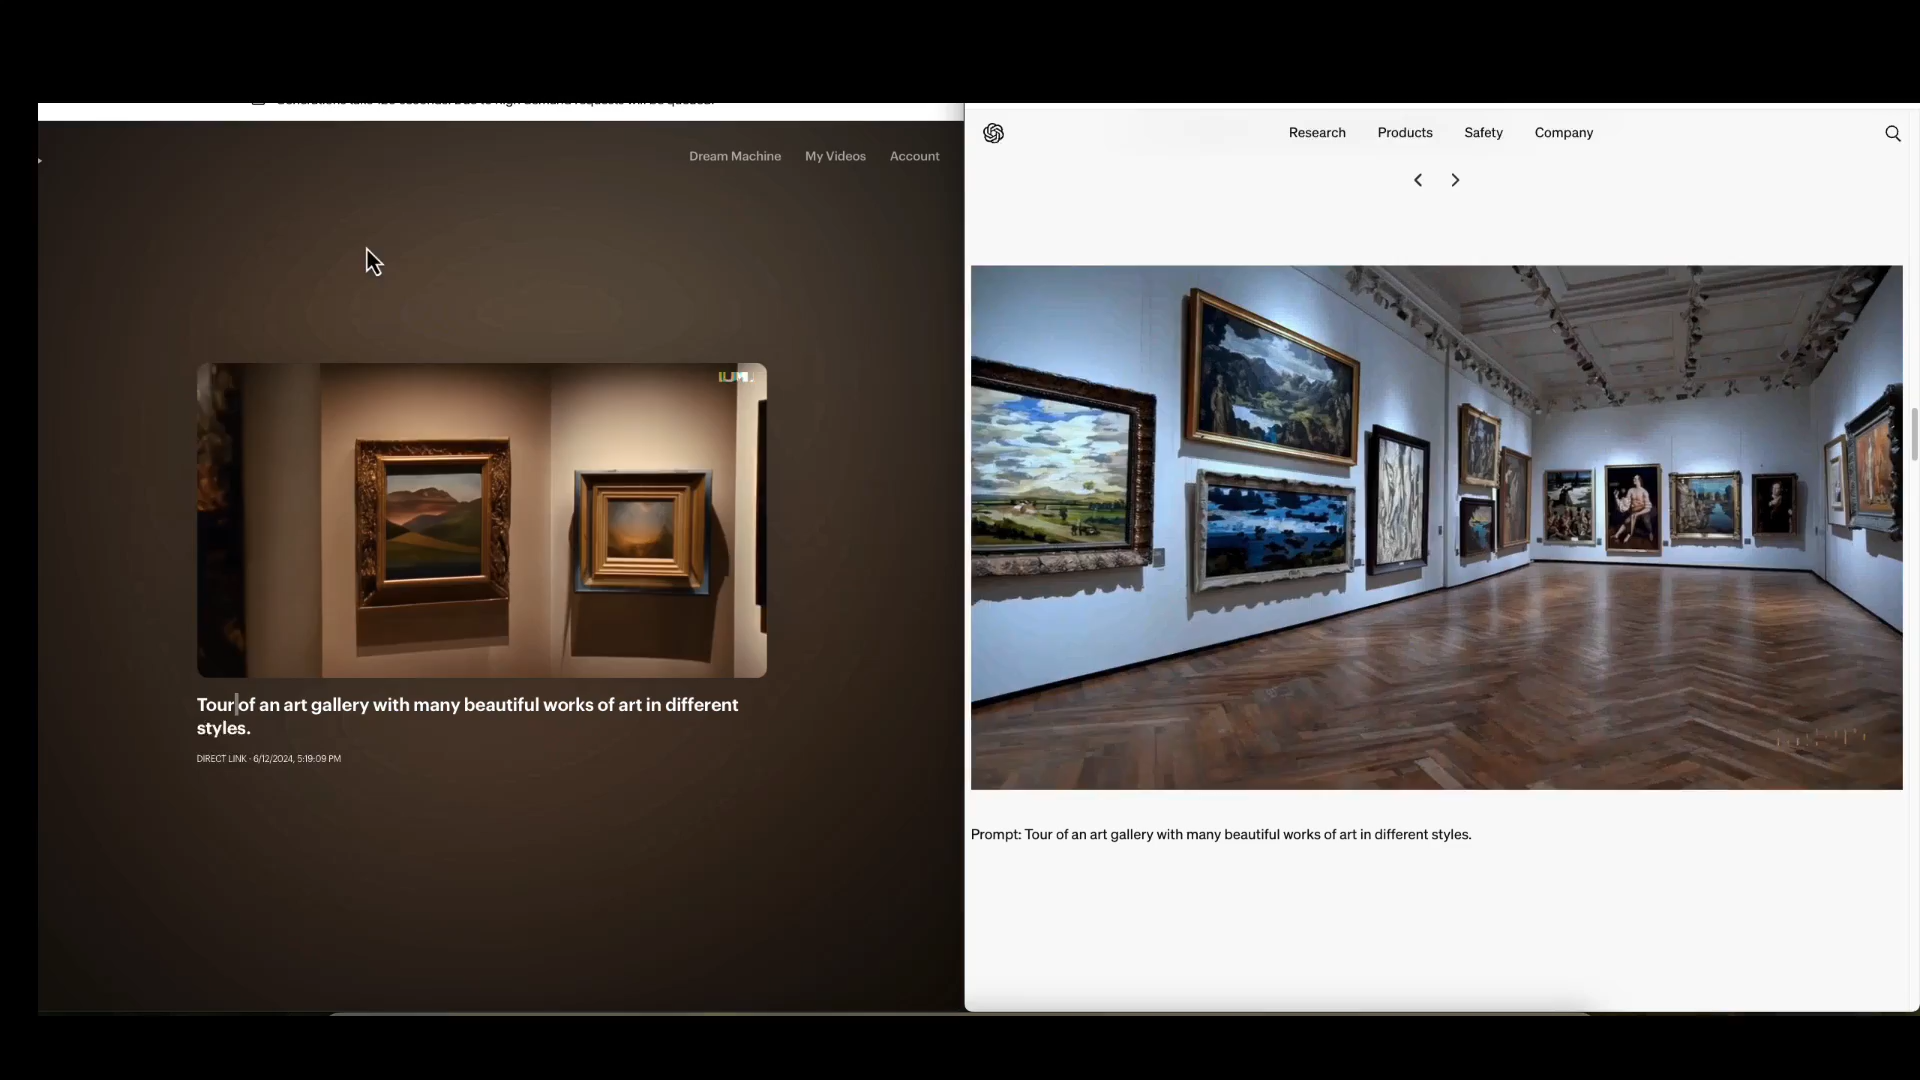 Dream Machine My Videos Account
Tour of an art gallery with many beautiful works of art in different
styles.
DIRECT LINK · 6/12/2024, 5:19:09 PM
Research Products Safety Company
Prompt: Tour of an art gallery with many beautiful works of art in different styles.